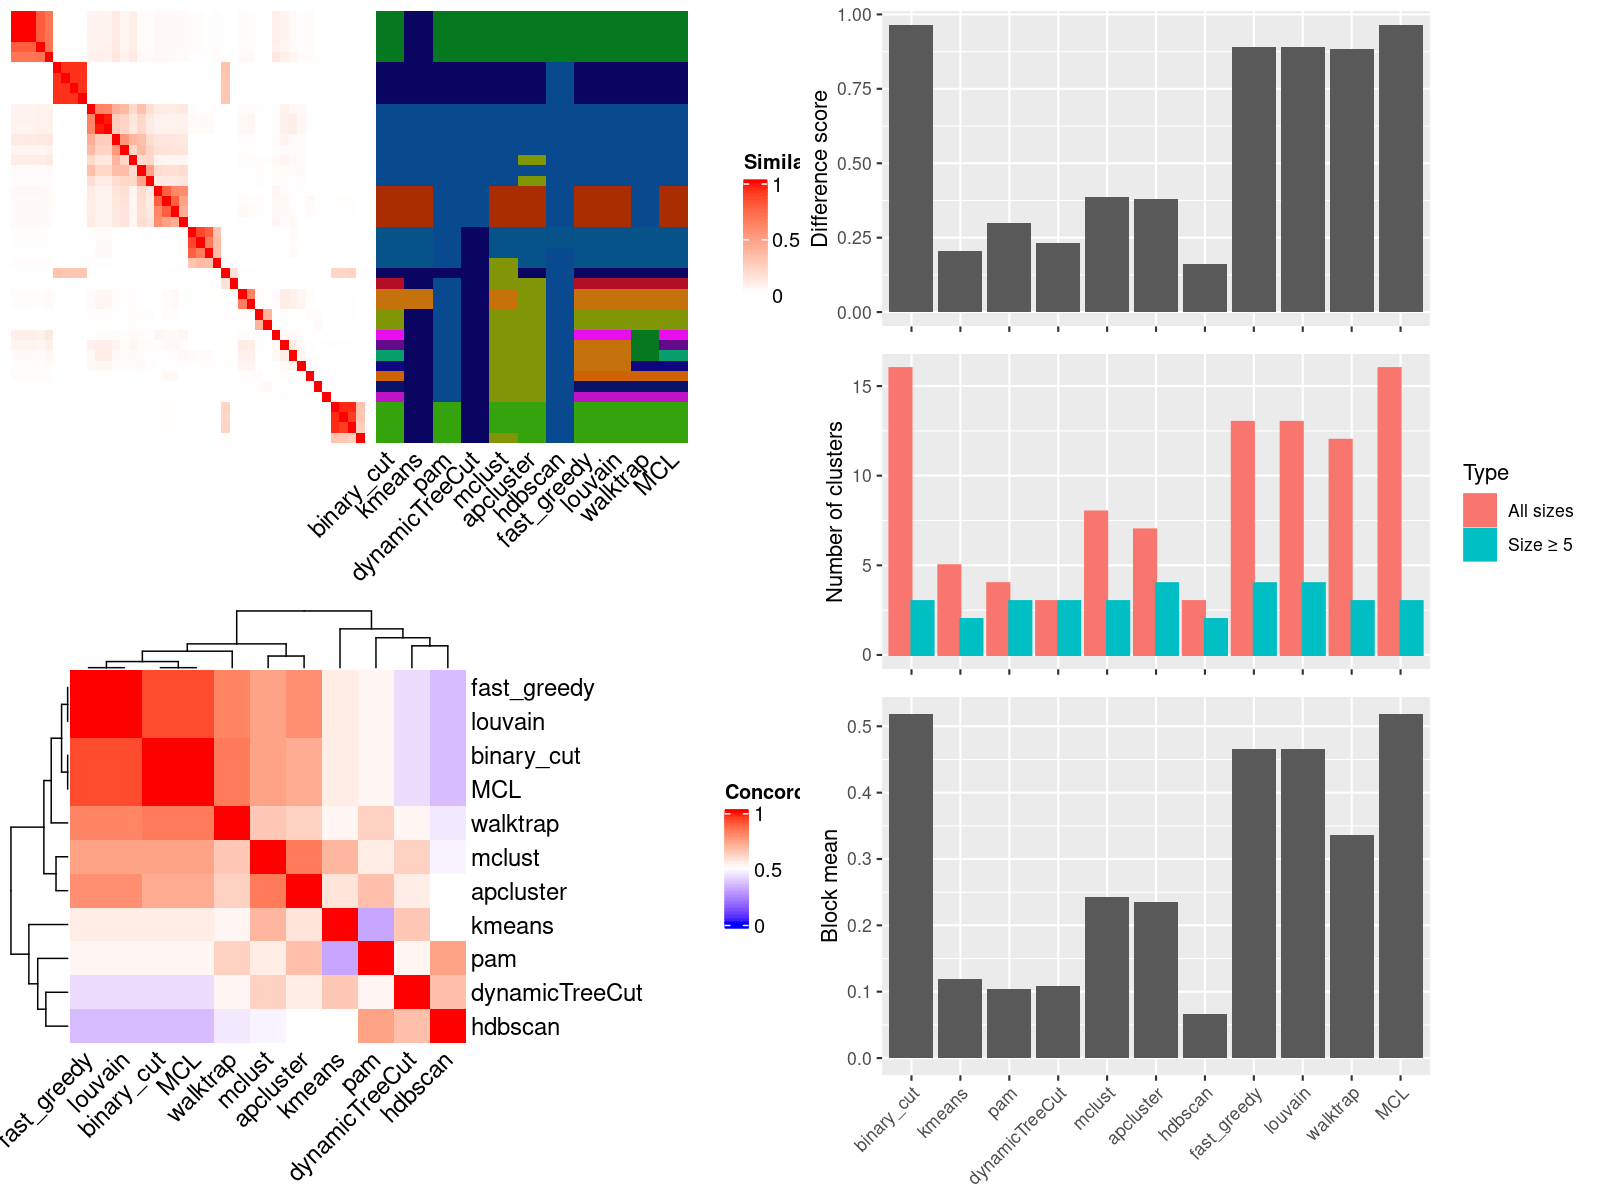 Simila
1
0.5
0
binary_cut
kmeans
pam
dynamicTreeCut
mclust
apcluster
hdbscan
fast_greedy
louvain
walktrap
MCL
fast_greedy
louvain
binary_cut
MCL
walktrap
mclust
apcluster
kmeans
pam
dynamicTreeCut
hdbscan
fast_greedy
louvain
binary_cut
MCL
walktrap
mclust
apcluster
kmeans
pam
dynamicTreeCut
hdbscan
Concord
1
0.5
0
Difference score
1.00
0.75
0.50
0.25
0.00
Number of clusters
15
10
5
0
Type
All sizes
Size ≥ 5
Block mean
0.5
0.4
0.3
0.2
0.1
0.0
binary_cut
kmeans
pam
dynamicTreeCut
mclust
apcluster
hdbscan
fast_greedy
louvain
walktrap
MCL